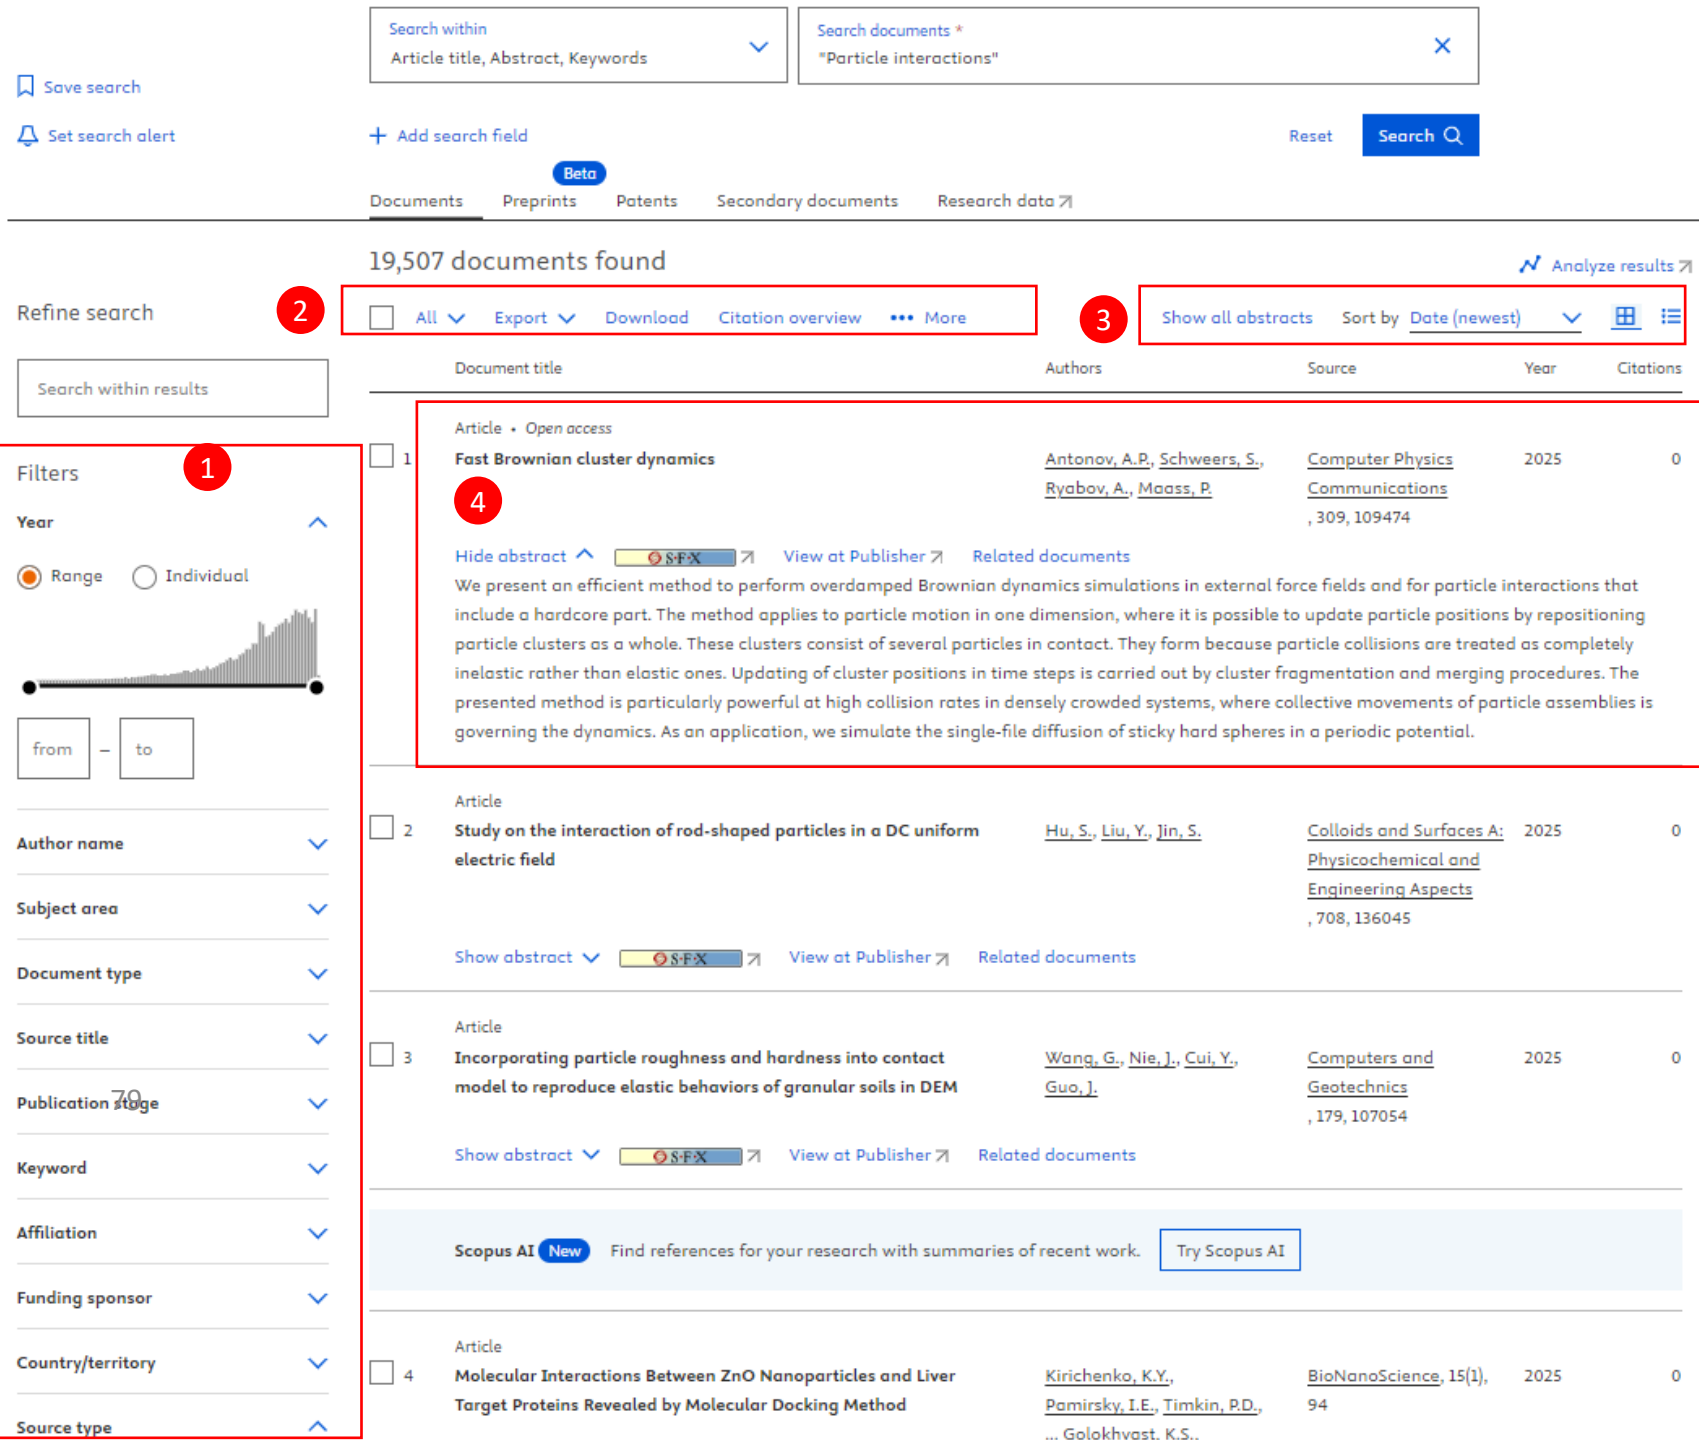 Search within
Article title, Abstract, Keywords
Search documents *
"Particle interactions"
Save search
Set search alert
Add search field
Reset
Search
Beta
Documents Preprints Patents Secondary documents Research data
19,507 documents found
Analyze results
Refine search
2
All Export Download Citation overview ••• More
3
Show all abstracts Sort by Date (newest)
Search within results
Document title Authors Source Year Citations
1
Filters
Year
Range Individual
from – to
Author name
Subject area
Document type
Source title
Publication stage
79
Keyword
Affiliation
Funding sponsor
Country/territory
Source type
Article • Open access
1 Fast Brownian cluster dynamics
4
Antonov, A.P., Schweers, S.,
Ryabov, A., Maass, P.
Computer Physics
Communications
, 309, 109474
2025 0
Hide abstract S·F·X View at Publisher Related documents
We present an efficient method to perform overdamped Brownian dynamics simulations in external force fields and for particle interactions that
include a hardcore part. The method applies to particle motion in one dimension, where it is possible to update particle positions by repositioning
particle clusters as a whole. These clusters consist of several particles in contact. They form because particle collisions are treated as completely
inelastic rather than elastic ones. Updating of cluster positions in time steps is carried out by cluster fragmentation and merging procedures. The
presented method is particularly powerful at high collision rates in densely crowded systems, where collective movements of particle assemblies is
governing the dynamics. As an application, we simulate the single-file diffusion of sticky hard spheres in a periodic potential.
Article
2 Study on the interaction of rod-shaped particles in a DC uniform
electric field
Hu, S., Liu, Y., Jin, S.
Colloids and Surfaces A:
Physicochemical and
Engineering Aspects
, 708, 136045
2025 0
Show abstract S·F·X View at Publisher Related documents
Article
3 Incorporating particle roughness and hardness into contact
model to reproduce elastic behaviors of granular soils in DEM
Wang, G., Nie, J., Cui, Y.,
Guo, J.
Computers and
Geotechnics
, 179, 107054
2025 0
Show abstract S·F·X View at Publisher Related documents
Scopus AI New Find references for your research with summaries of recent work. Try Scopus AI
Article
4 Molecular Interactions Between ZnO Nanoparticles and Liver
Target Proteins Revealed by Molecular Docking Method
Kirichenko, K.Y.,
Pamirsky, I.E., Timkin, P.D.,
... Golokhvast, K.S.,
BioNanoScience, 15(1),
94
2025 0